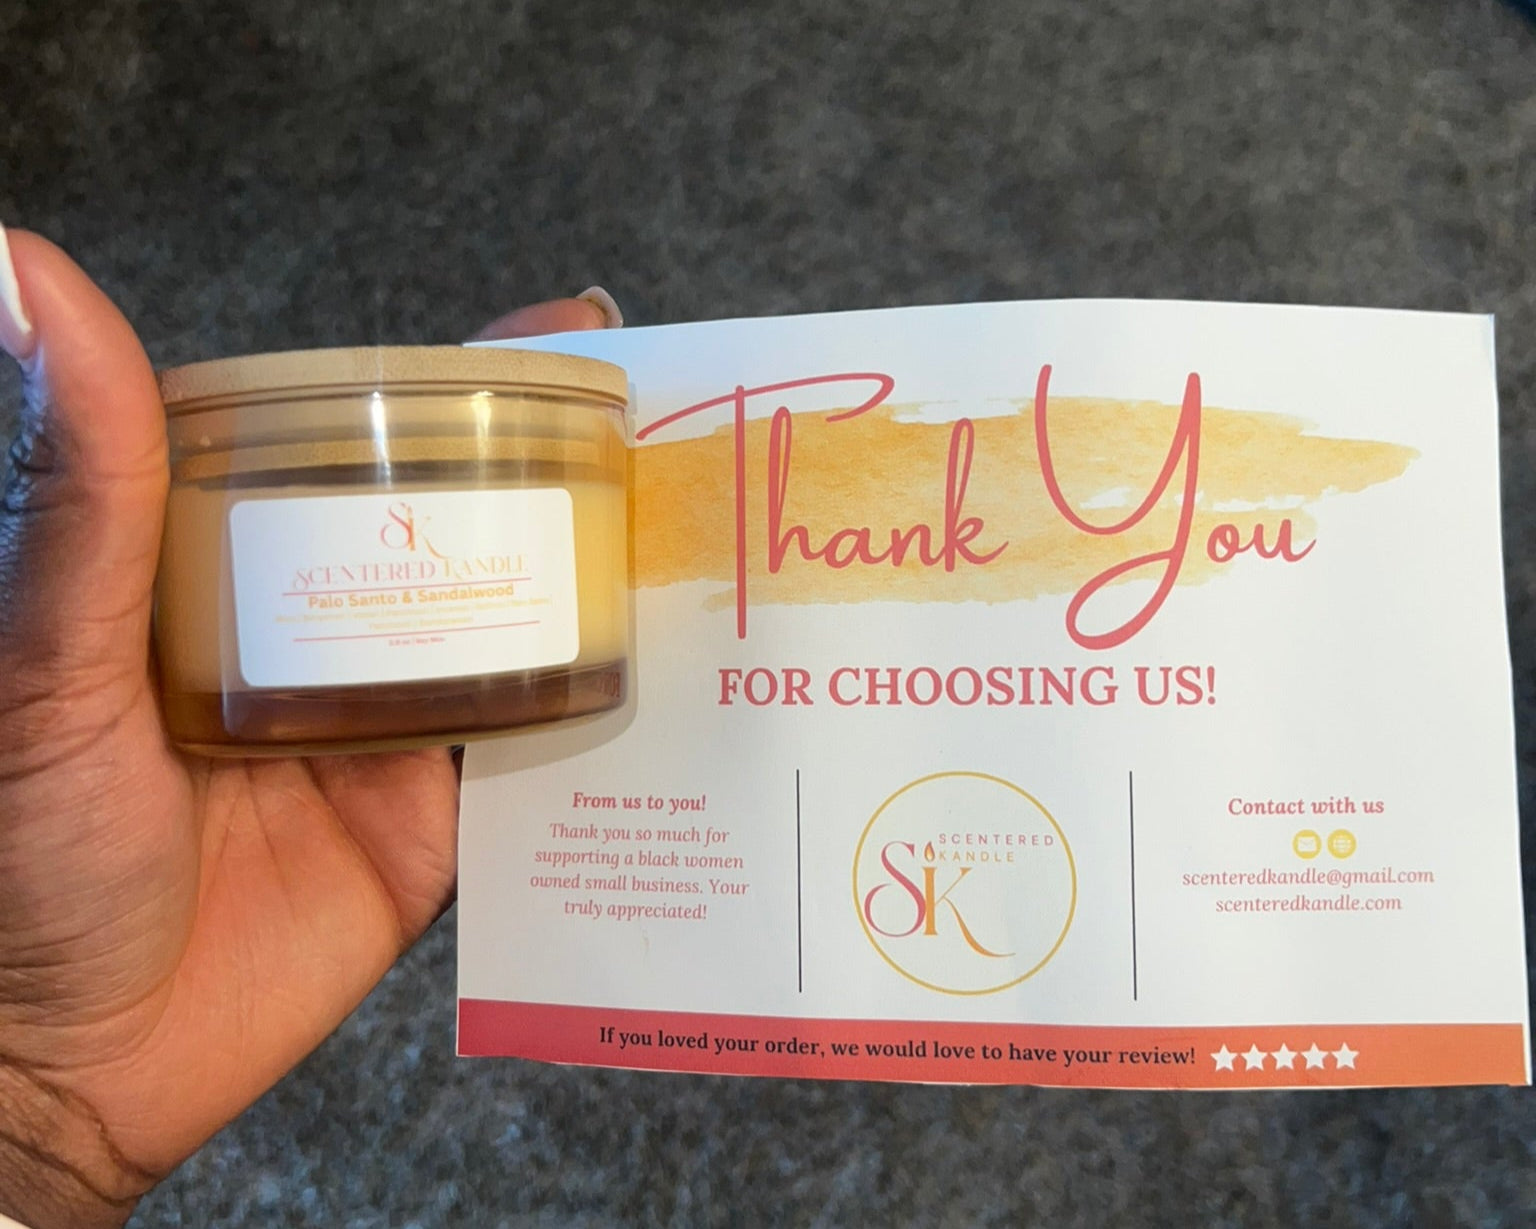 SK
SCENTERED KANDLE
Palo Santo & Sandalwood
Thank You
FOR CHOOSING US!
From us to you!
Thank you so much for
supporting a black women
owned small business. Your
truly appreciated!
SCENTERED
KANDLE
SK
Contact with us
scenteredkandle@gmail.com
scenteredkandle.com
If you loved your order, we would love to have your review!